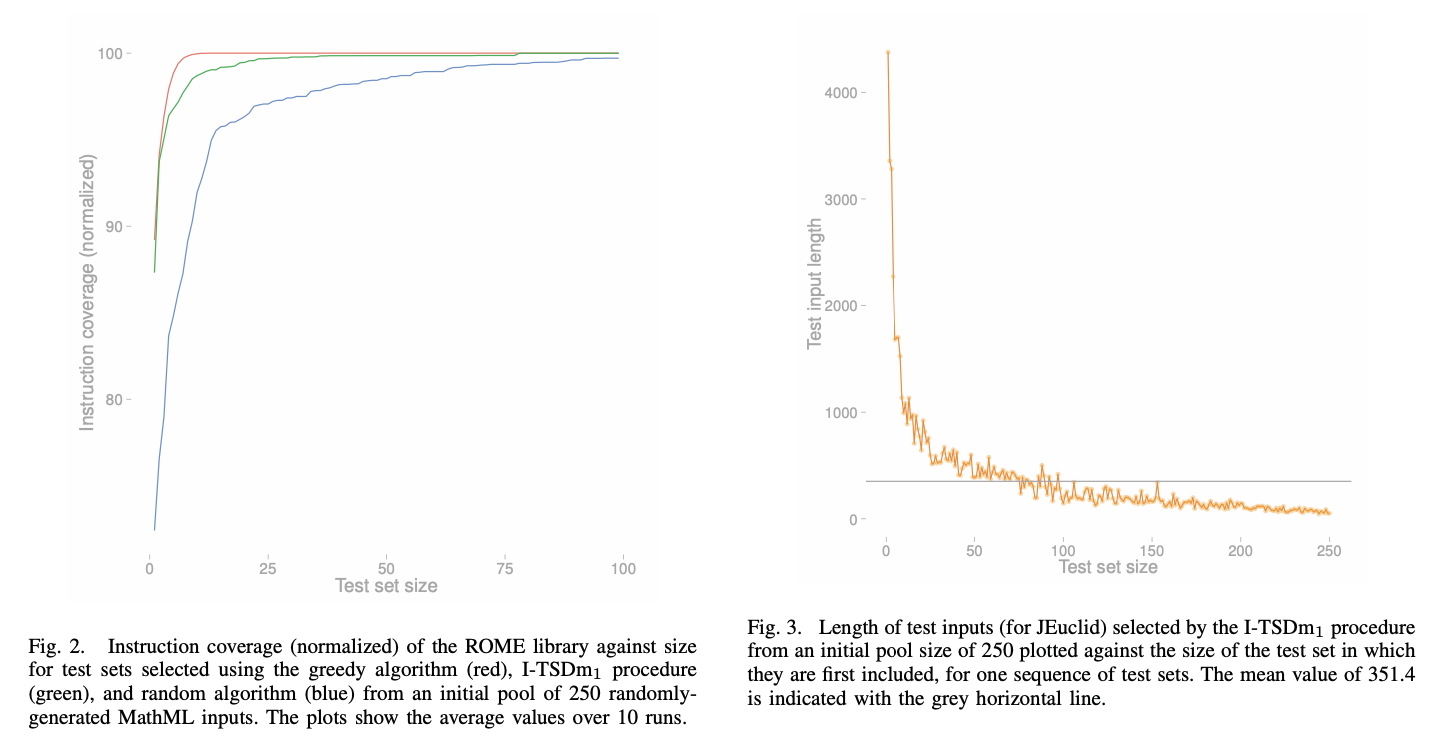 100
90
80
Instruction coverage (normalized)
0 25 50 75 100
Test set size
Fig. 2. Instruction coverage (normalized) of the ROME library against size
for test sets selected using the greedy algorithm (red), I-TSDm₁ procedure
(green), and random algorithm (blue) from an initial pool of 250 randomly-
generated MathML inputs. The plots show the average values over 10 runs.
4000
3000
2000
1000
0
Test input length
0 50 100 150 200 250
Test set size
Fig. 3. Length of test inputs (for JEuclid) selected by the I-TSDm₁ procedure
from an initial pool size of 250 plotted against the size of the test set in which
they are first included, for one sequence of test sets. The mean value of 351.4
is indicated with the grey horizontal line.